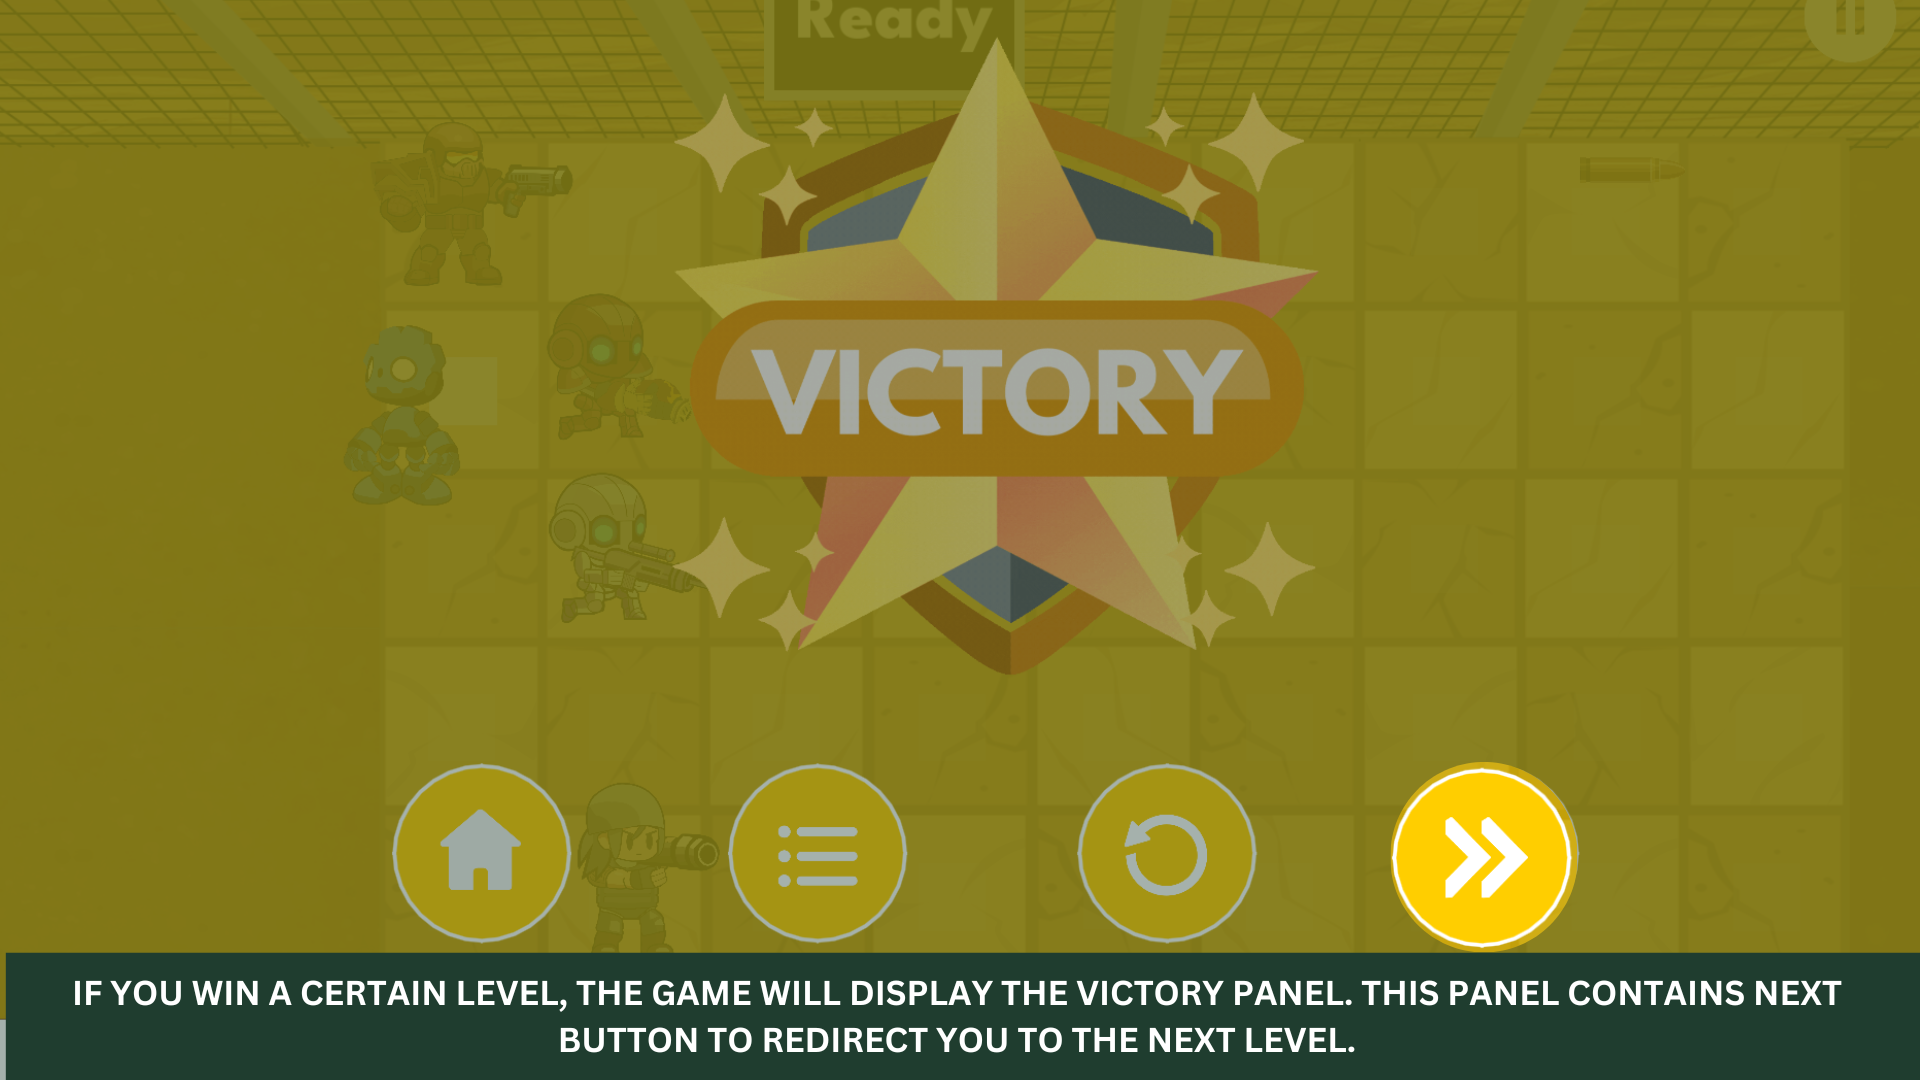 Ready
VICTORY
IF YOU WIN A CERTAIN LEVEL, THE GAME WILL DISPLAY THE VICTORY PANEL. THIS PANEL CONTAINS NEXT
BUTTON TO REDIRECT YOU TO THE NEXT LEVEL.